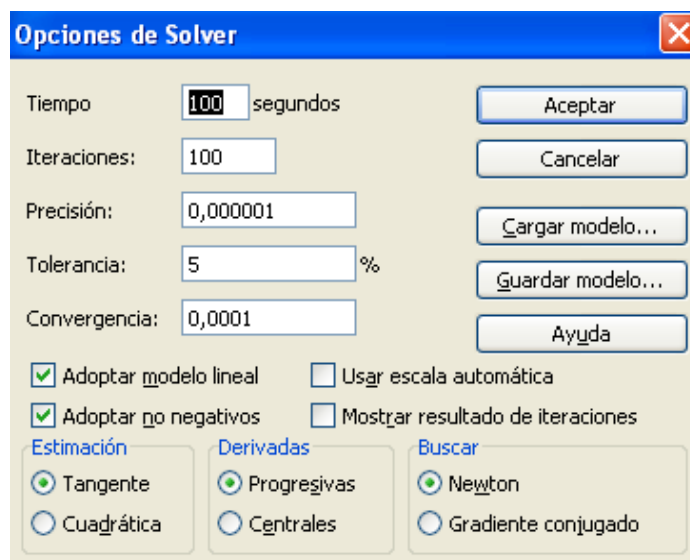 Opciones de Solver
Tiempo 100 segundos Aceptar
Iteraciones: 100 Cancelar
Precisión: 0,000001 Cargar modelo...
Tolerancia: 5 % Guardar modelo...
Convergencia: 0,0001 Ayuda
Adoptar modelo lineal Usar escala automática
Adoptar no negativos Mostrar resultado de iteraciones
Estimación Derivadas Buscar
Tangente Progresivas Newton
Cuadrática Centrales Gradiente conjugado